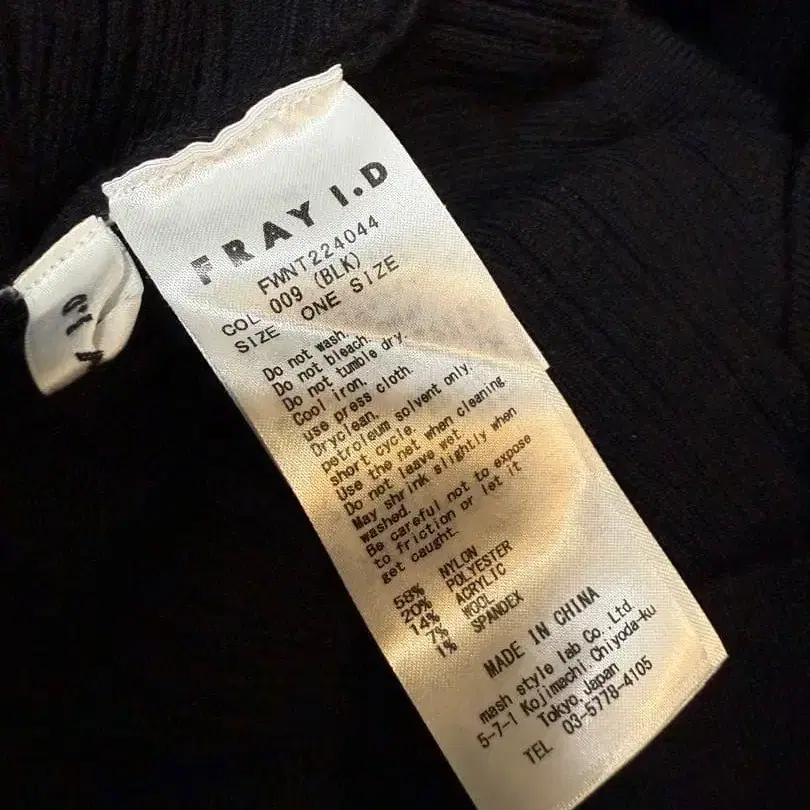 FRAY I.D
FWNT224044
COL 009 (BLK)
SIZE ONE SIZE
Do not wash.
Do not bleach.
Do not tumble dry.
Cool iron.
use press cloth.
Dryclean.
petroleum solvent only.
short cycle.
Use the net when cleaning
Do not leave wet
May shrink slightly when
washed.
Be careful not to expose
to friction or let it
get caught.
58% NYLON
20% POLYESTER
14% ACRYLIC
7% WOOL
1% SPANDEX
MADE IN CHINA
mash style lab Co., Ltd
5-7-1 Kojimachi, Chiyoda-ku
Tokyo, Japan
TEL 03-5778-4105